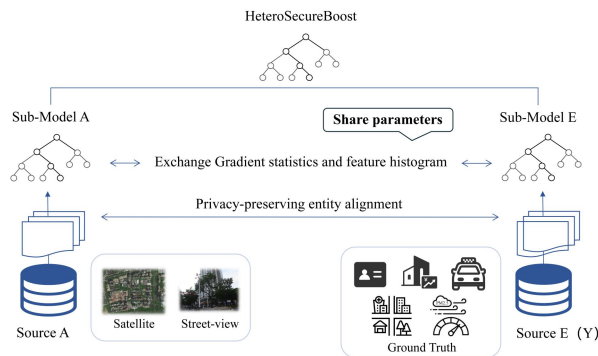 HeteroSecureBoost
Sub-Model A
Sub-Model E
Share parameters
Exchange Gradient statistics and feature histogram
Privacy-preserving entity alignment
Satellite
Street-view
Ground Truth
Source A
Source E (Y)